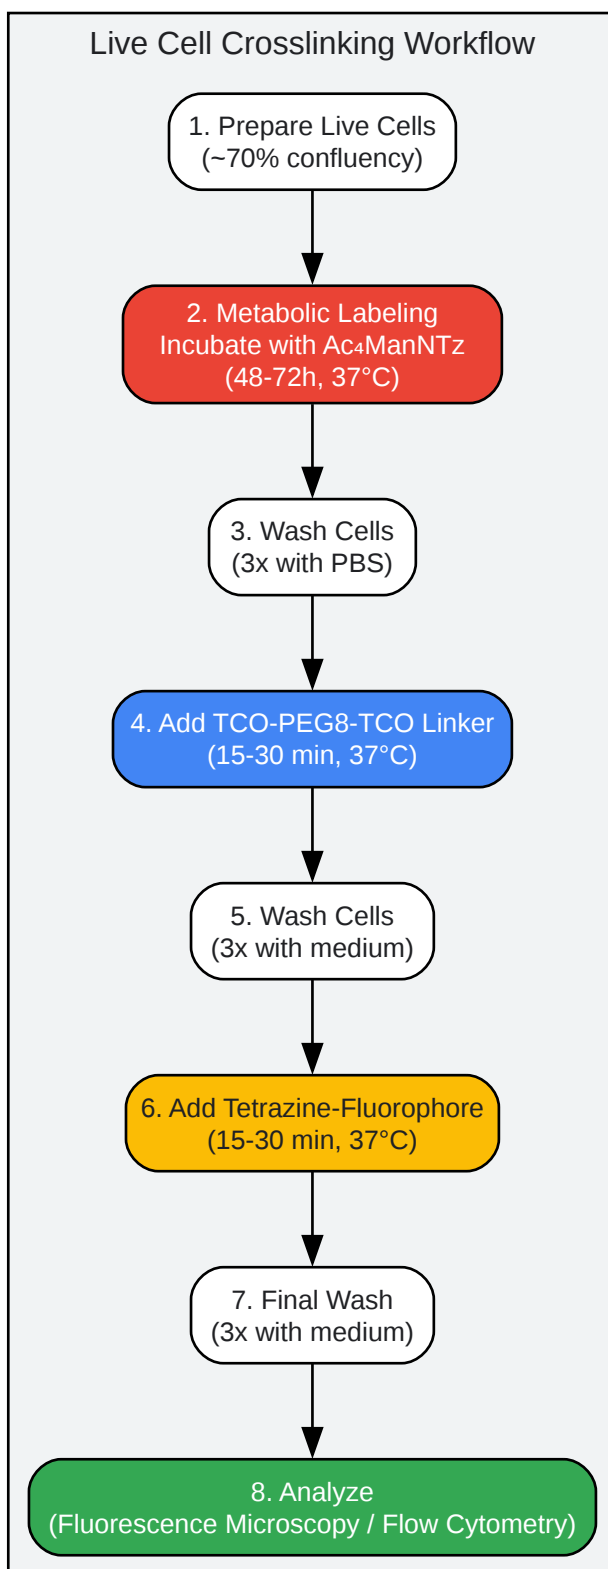 Live Cell Crosslinking Workflow
1. Prepare Live Cells
(~70% confluency)
2. Metabolic Labeling
Incubate with Ac₄ManNTz
(48-72h, 37°C)
3. Wash Cells
(3x with PBS)
4. Add TCO-PEG8-TCO Linker
(15-30 min, 37°C)
5. Wash Cells
(3x with medium)
6. Add Tetrazine-Fluorophore
(15-30 min, 37°C)
7. Final Wash
(3x with medium)
8. Analyze
(Fluorescence Microscopy / Flow Cytometry)